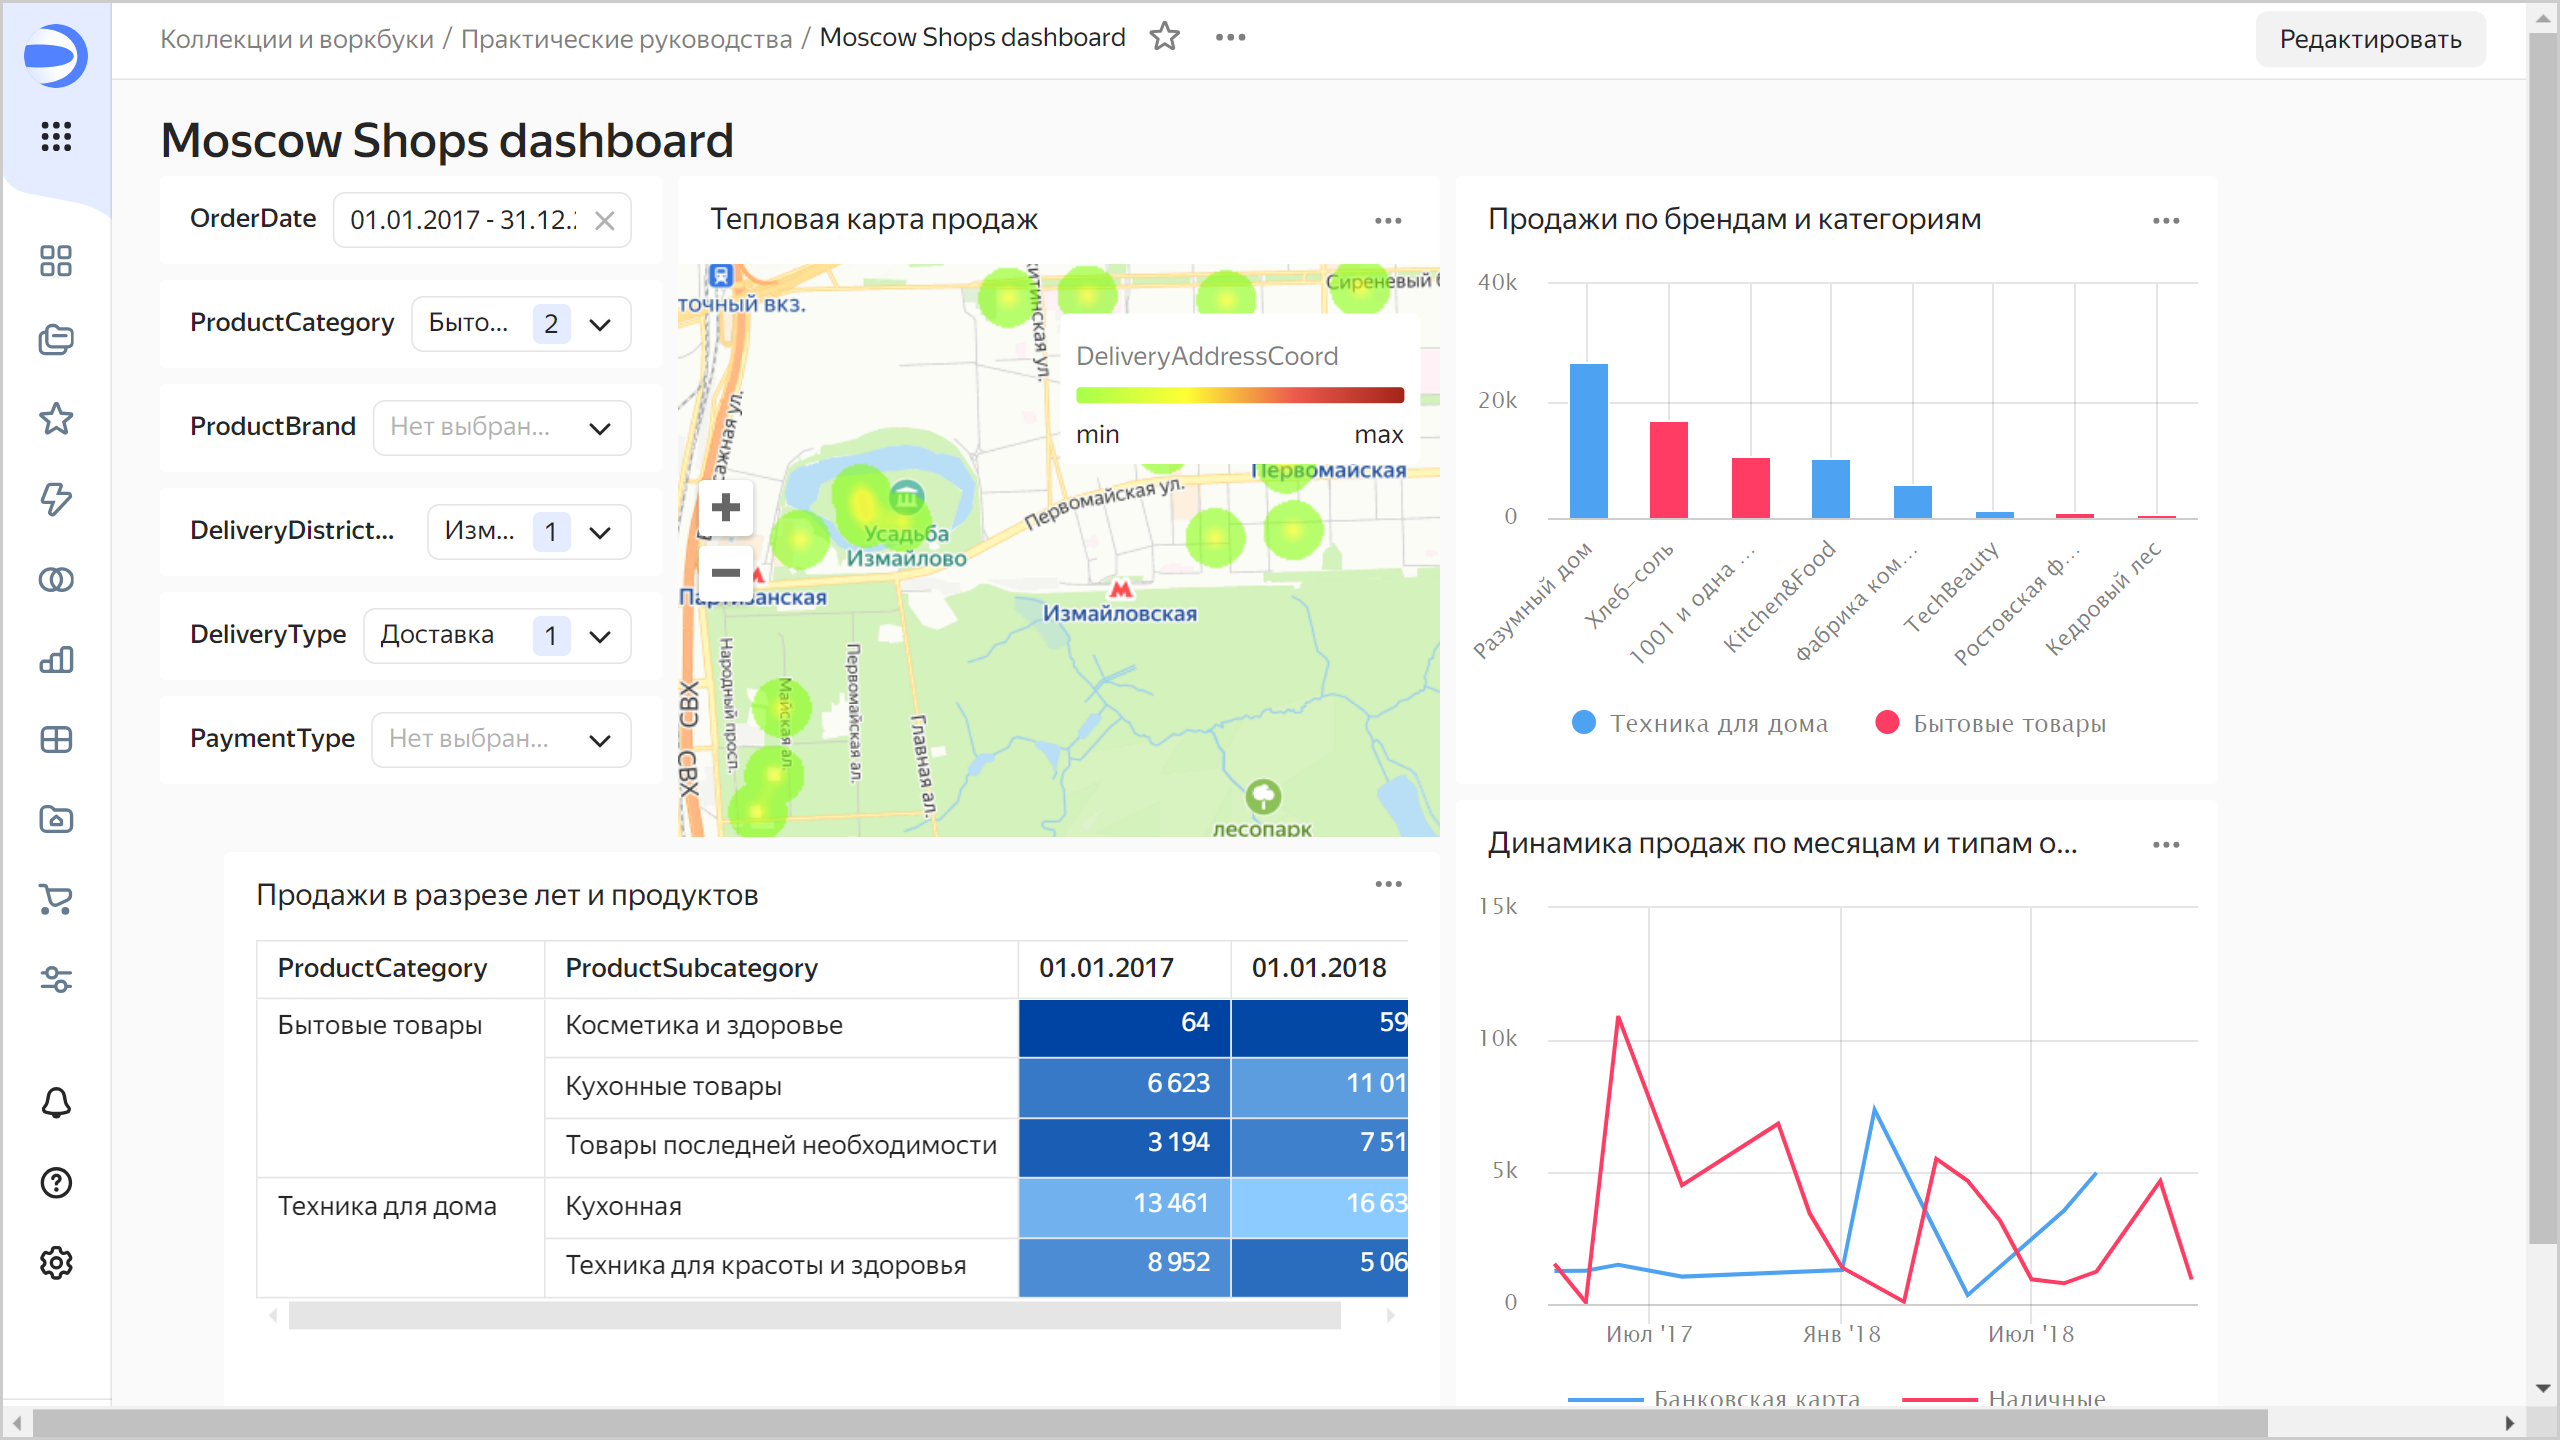 Коллекции и воркбуки / Практические руководства / Moscow Shops dashboard
Редактировать
Moscow Shops dashboard
OrderDate 01.01.2017 - 31.12.:
ProductCategory Быто... 2
ProductBrand Нет выбран...
DeliveryDistrict... Изм... 1
DeliveryType Доставка 1
PaymentType Нет выбран...
Тепловая карта продаж
точный вкз.
Сиреневый б
DeliveryAddressCoord
min max
Первомайская
Первомайская ул.
Усадьба
Измайлово
Измайловская
Народный просп.
Майская ал.
Первомайская ал.
Главная ал.
СВХ СВХ
лесопарк
Продажи по брендам и категориям
40k
20k
0
Разумный дом
Хлеб-соль
1001 и одна ...
Kitchen&Food
Фабрика ком...
TechBeauty
Ростовская ф...
Кедровый лес
Техника для дома Бытовые товары
Продажи в разрезе лет и продуктов
ProductCategory ProductSubcategory 01.01.2017 01.01.2018
Бытовые товары Косметика и здоровье 64 59
Кухонные товары 6 623 11 01
Товары последней необходимости 3 194 7 51
Техника для дома Кухонная 13 461 16 63
Техника для красоты и здоровья 8 952 5 06
Динамика продаж по месяцам и типам о...
15k
10k
5k
0
Июл '17 Янв '18 Июл '18
Банковская карта Наличные